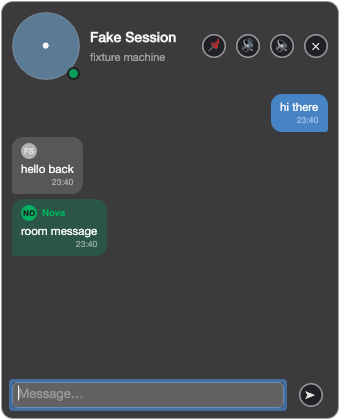 Fake Session
fixture machine
hi there
23:40
FS
hello back
23:40
NO Nova
room message
23:40
Message...